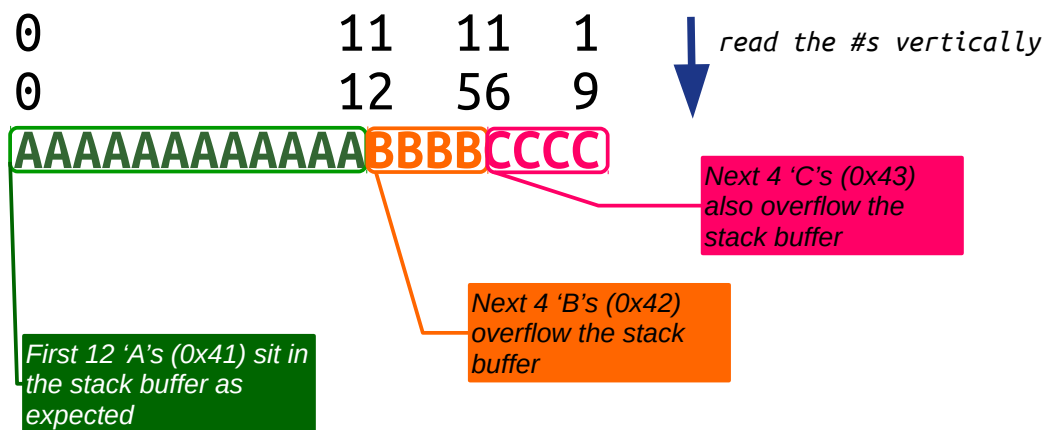 0 11 11 1
read the #s vertically
0 12 56 9
AAAAAAAAAAAABBBBCCCC
Next 4 ‘C’s (0x43)
also overflow the
stack buffer
Next 4 ‘B’s (0x42)
overflow the stack
buffer
First 12 ‘A’s (0x41) sit in
the stack buffer as
expected